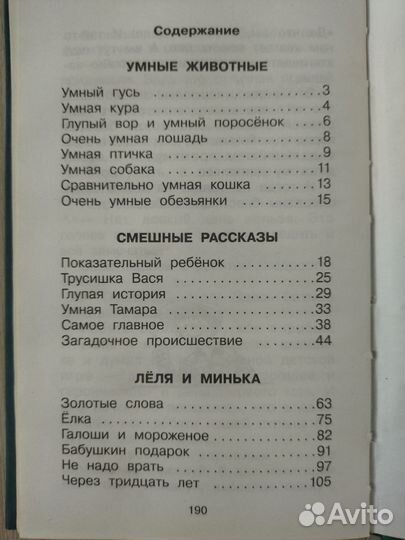 Содержание
УМНЫЕ ЖИВОТНЫЕ
Умный гусь . . . . . . . . . . . . . . . . . . . 3
Умная кура . . . . . . . . . . . . . . . . . . . 4
Глупый вор и умный поросёнок . . . 6
Очень умная лошадь . . . . . . . . . . . 8
Умная птичка . . . . . . . . . . . . . . . . . 9
Умная собака . . . . . . . . . . . . . . . . . 11
Сравнительно умная кошка . . . . . . 13
Очень умные обезьянки . . . . . . . . . 15
СМЕШНЫЕ РАССКАЗЫ
Показательный ребёнок . . . . . . . . . 18
Трусишка Вася . . . . . . . . . . . . . . . . 25
Глупая история . . . . . . . . . . . . . . . . 29
Умная Тамара . . . . . . . . . . . . . . . . . 33
Самое главное . . . . . . . . . . . . . . . . 38
Загадочное происшествие . . . . . . . 44
ЛЁЛЯ И МИНЬКА
Золотые слова . . . . . . . . . . . . . . . . 63
Ёлка . . . . . . . . . . . . . . . . . . . . . . . . 75
Галоши и мороженое . . . . . . . . . . . 82
Бабушкин подарок . . . . . . . . . . . . . 91
Не надо врать . . . . . . . . . . . . . . . . 97
Через тридцать лет . . . . . . . . . . . . 105
190
Avito